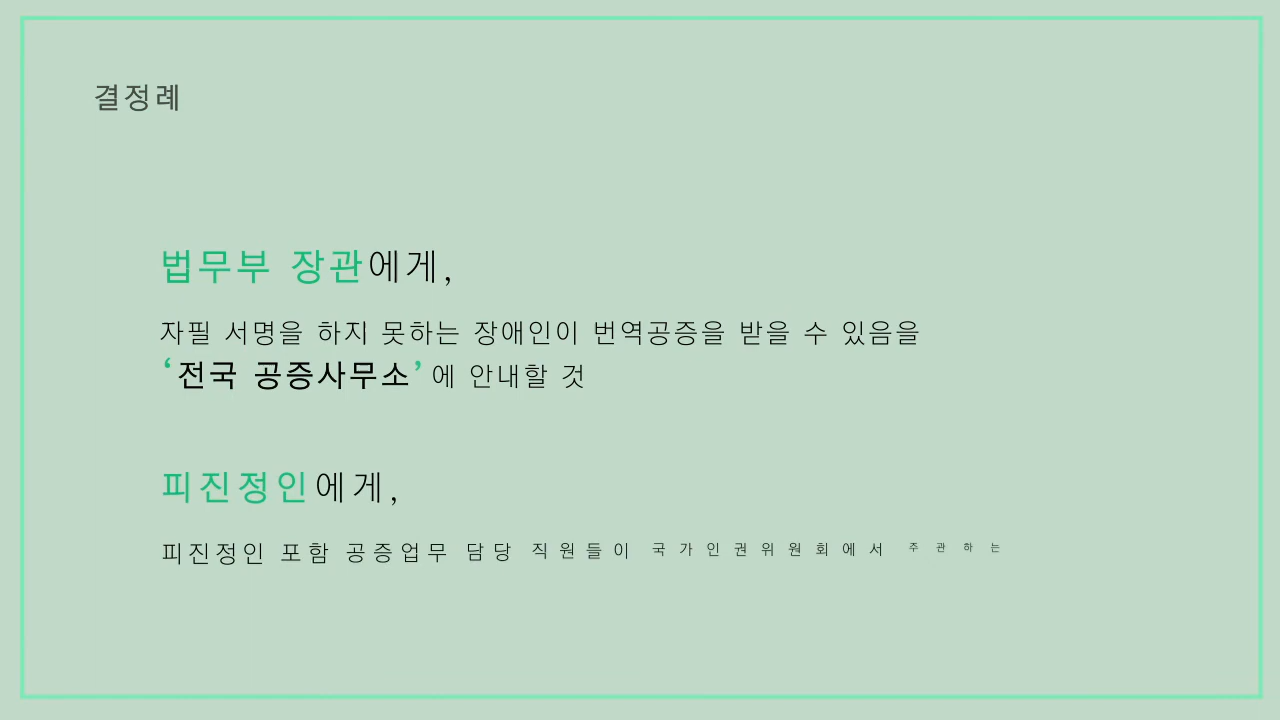 결정례
법무부 장관에게,
자필 서명을 하지 못하는 장애인이 번역공증을 받을 수 있음을
‘전국 공증사무소’에 안내할 것
피진정인에게,
피진정인 포함 공증업무 담당 직원들이 국가인권위원회에서 주관하는